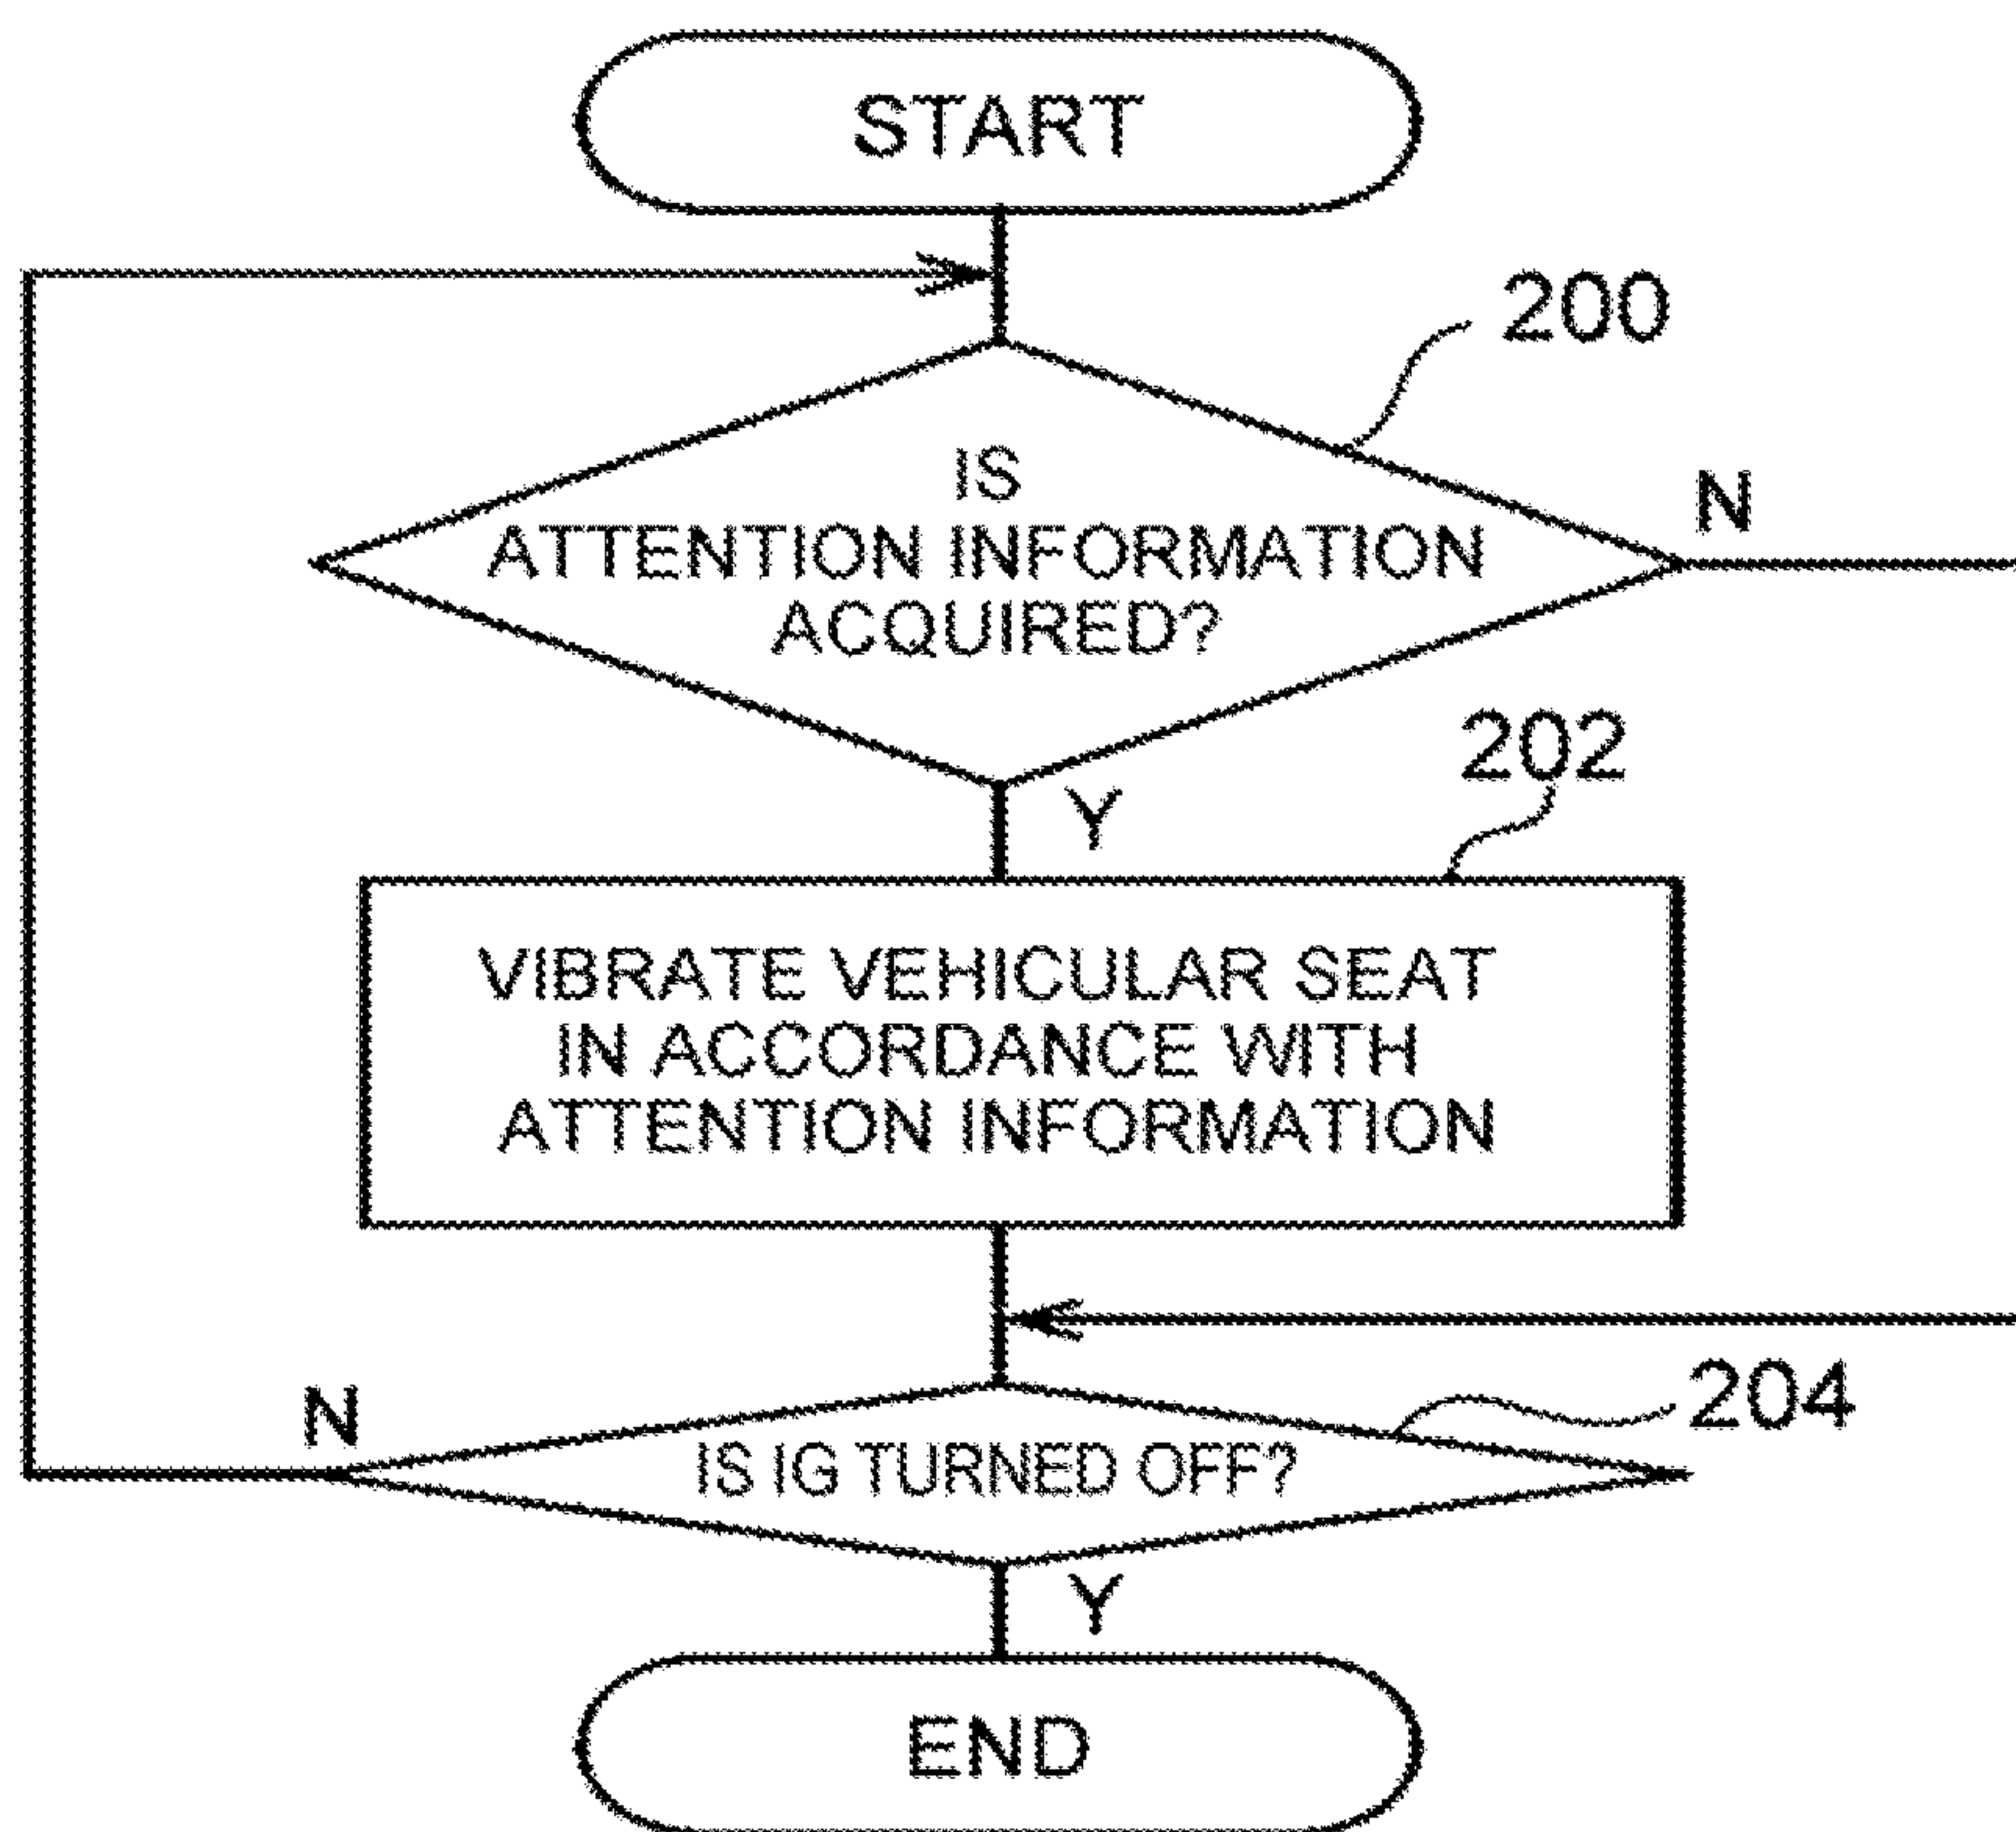 START
200
IS
ATTENTION INFORMATION
ACQUIRED?
N
202
Y
VIBRATE VEHICULAR SEAT
IN ACCORDANCE WITH
ATTENTION INFORMATION
204
N
IS IG TURNED OFF?
Y
END